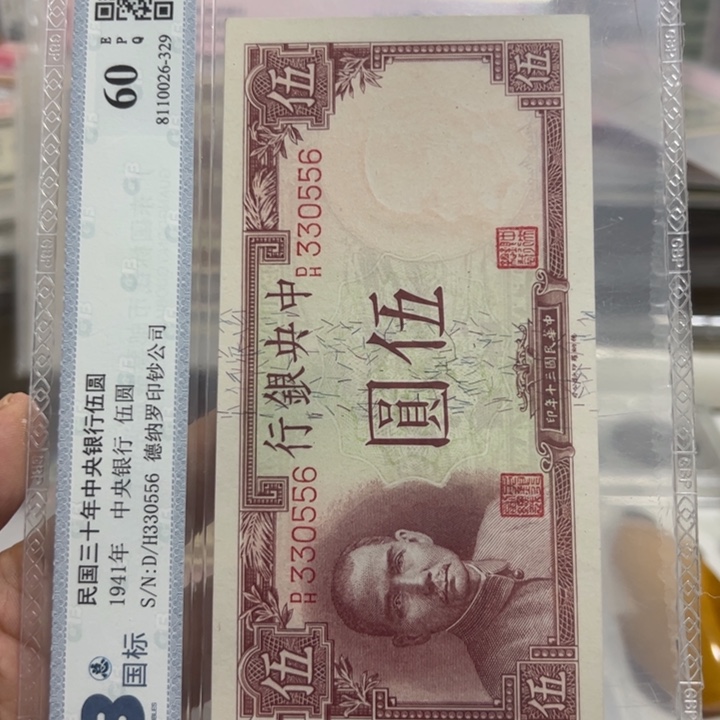 民国三十年中央银行伍圆
1941年 中央银行 伍圆
S/N:D/H330556 德纳罗印钞公司
国标
60
EPQ
8110026-329
伍
伍
D/H 330556
行銀央中
D/H 330556
伍圓
印年十三國民華中
伍
伍